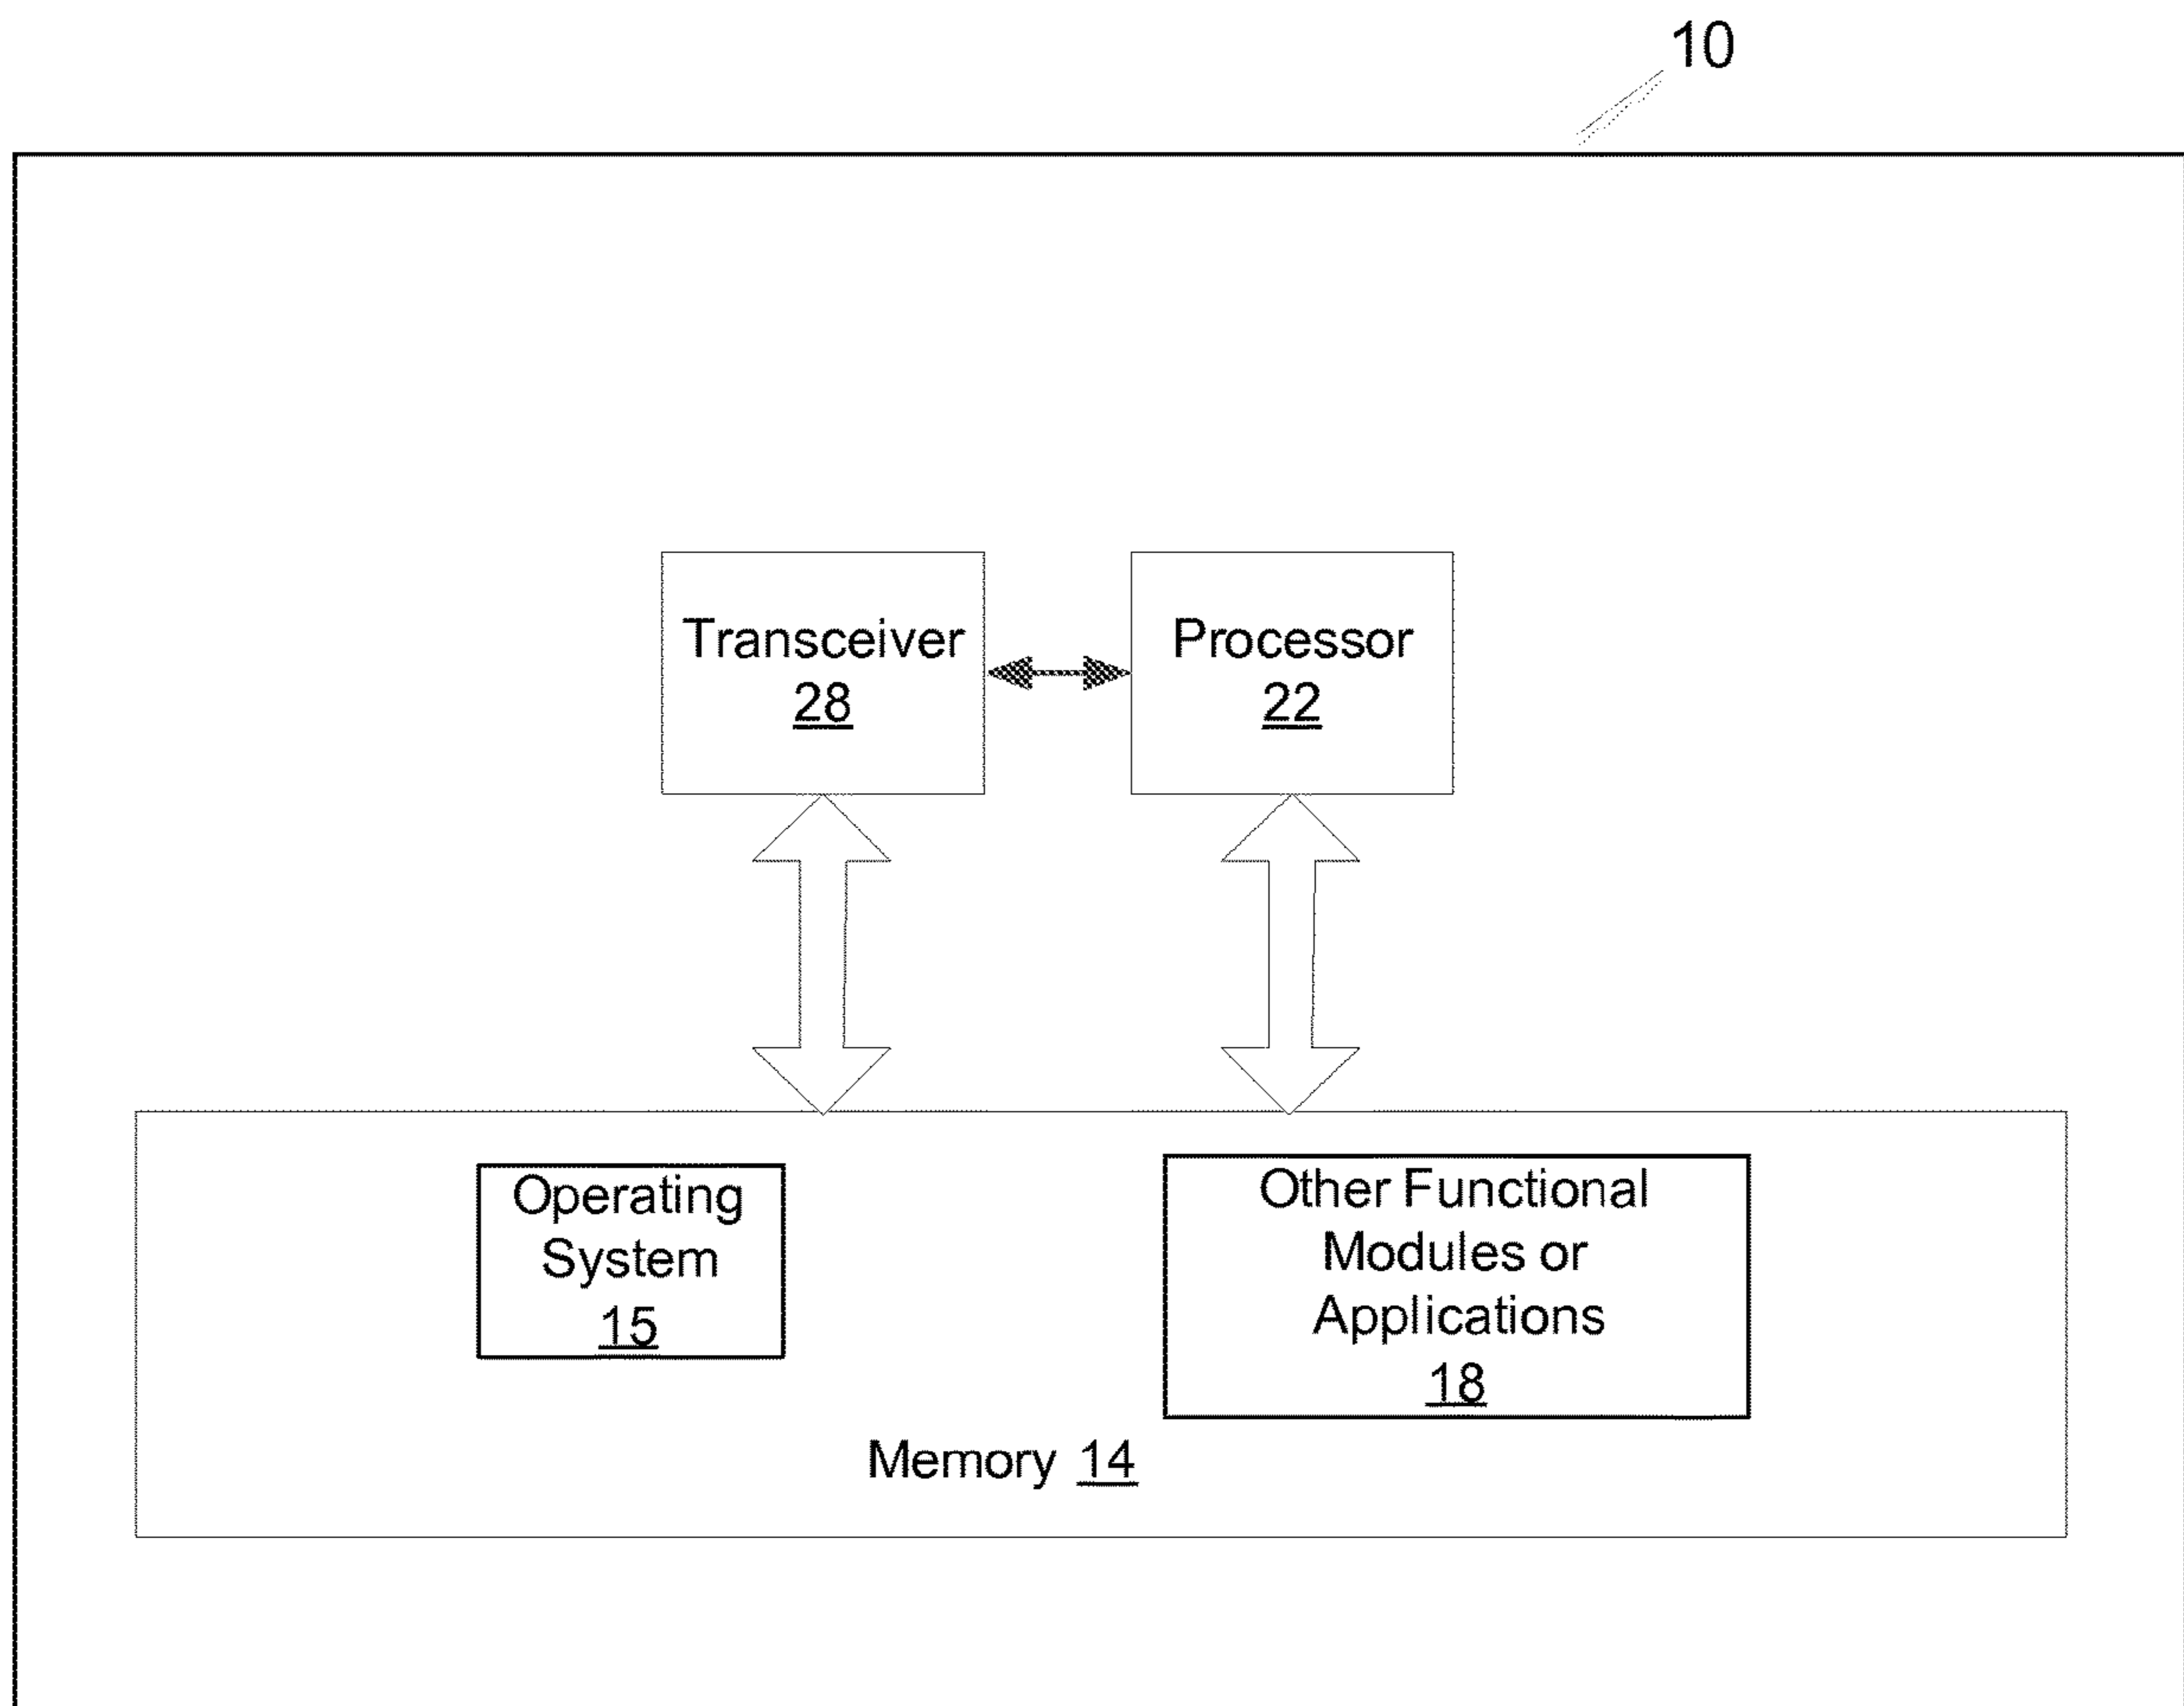 10
Transceiver
28
Processor
22
Operating
System
15
Other Functional
Modules or
Applications
18
Memory 14